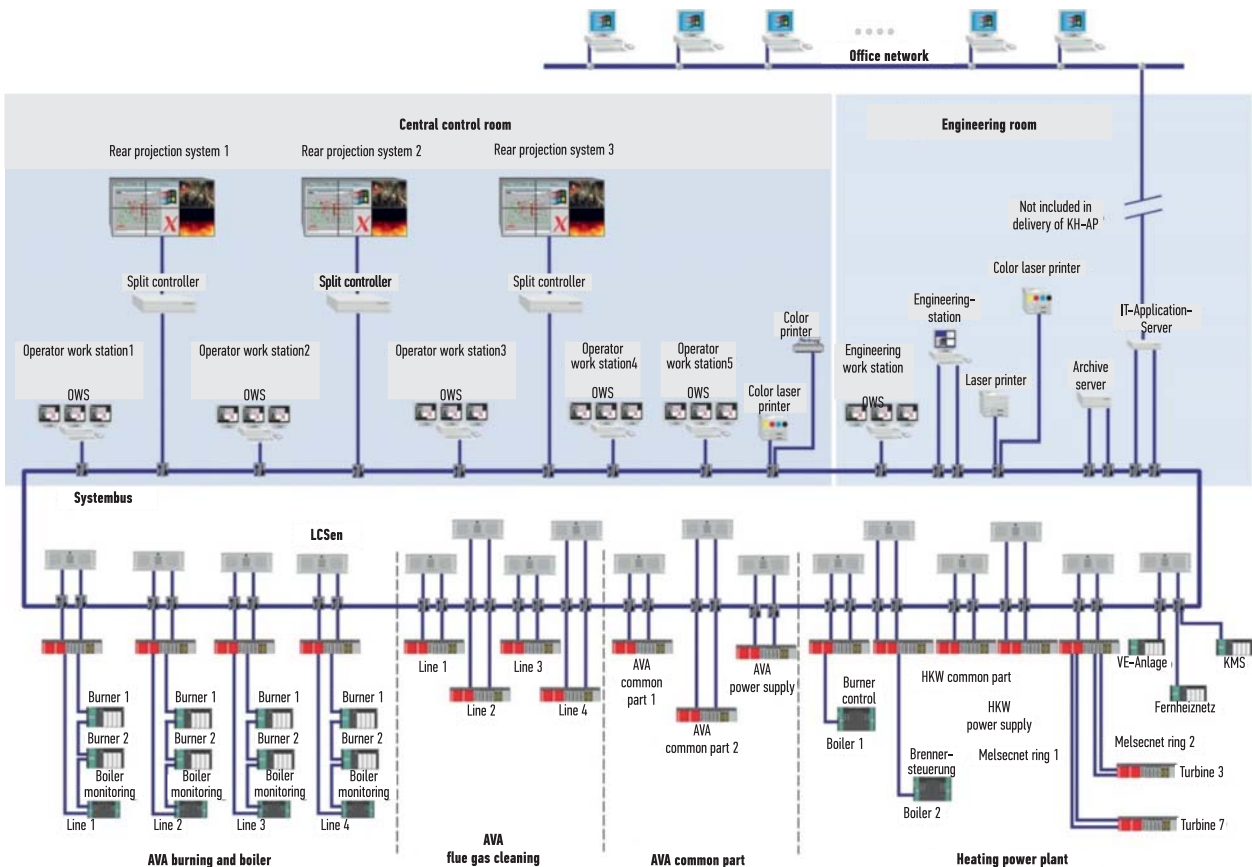 Office network
Central control room
Engineering room
Rear projection system 1
Rear projection system 2
Rear projection system 3
Not included in
delivery of KH-AP
Split controller
Split controller
Split controller
Color laser printer
Engineering-
station
IT-Application-
Server
Color
printer
Operator work station1
OWS
Operator work station2
OWS
Operator work station3
OWS
Operator
work station4
OWS
Operator
work station5
OWS
Color laser
printer
Engineering
work station
OWS
Laser printer
Archive
server
Systembus
LCSen
Burner 1
Burner 2
Boiler
monitoring
Line 1
Burner 1
Burner 2
Boiler
monitoring
Line 2
Burner 1
Burner 2
Boiler
monitoring
Line 3
Burner 1
Burner 2
Boiler
monitoring
Line 4
AVA burning and boiler
Line 1
Line 2
Line 3
Line 4
AVA
flue gas cleaning
AVA
common
part 1
AVA
common part 2
AVA
power supply
AVA common part
Burner
control
Boiler 1
Brenner-
steuerung
Boiler 2
HKW common part
HKW
power supply
Melsecnet ring 1
Melsecnet ring 2
VE-Anlage
KMS
Fernheiznetz
Turbine 3
Turbine 7
Heating power plant